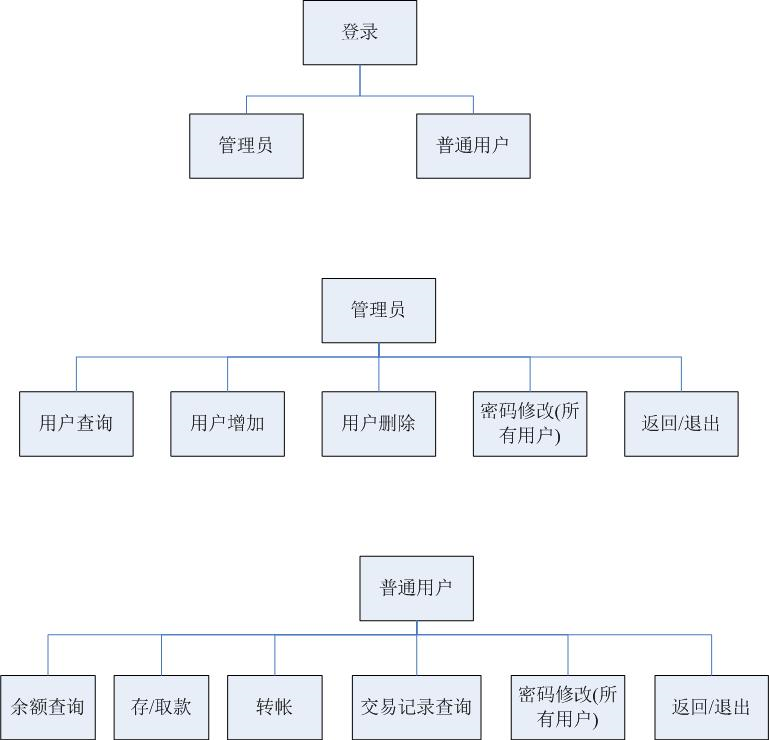 登录
管理员
普通用户
管理员
用户查询
用户增加
用户删除
密码修改(所
有用户)
返回/退出
普通用户
余额查询
存/取款
转帐
交易记录查询
密码修改(所
有用户)
返回/退出